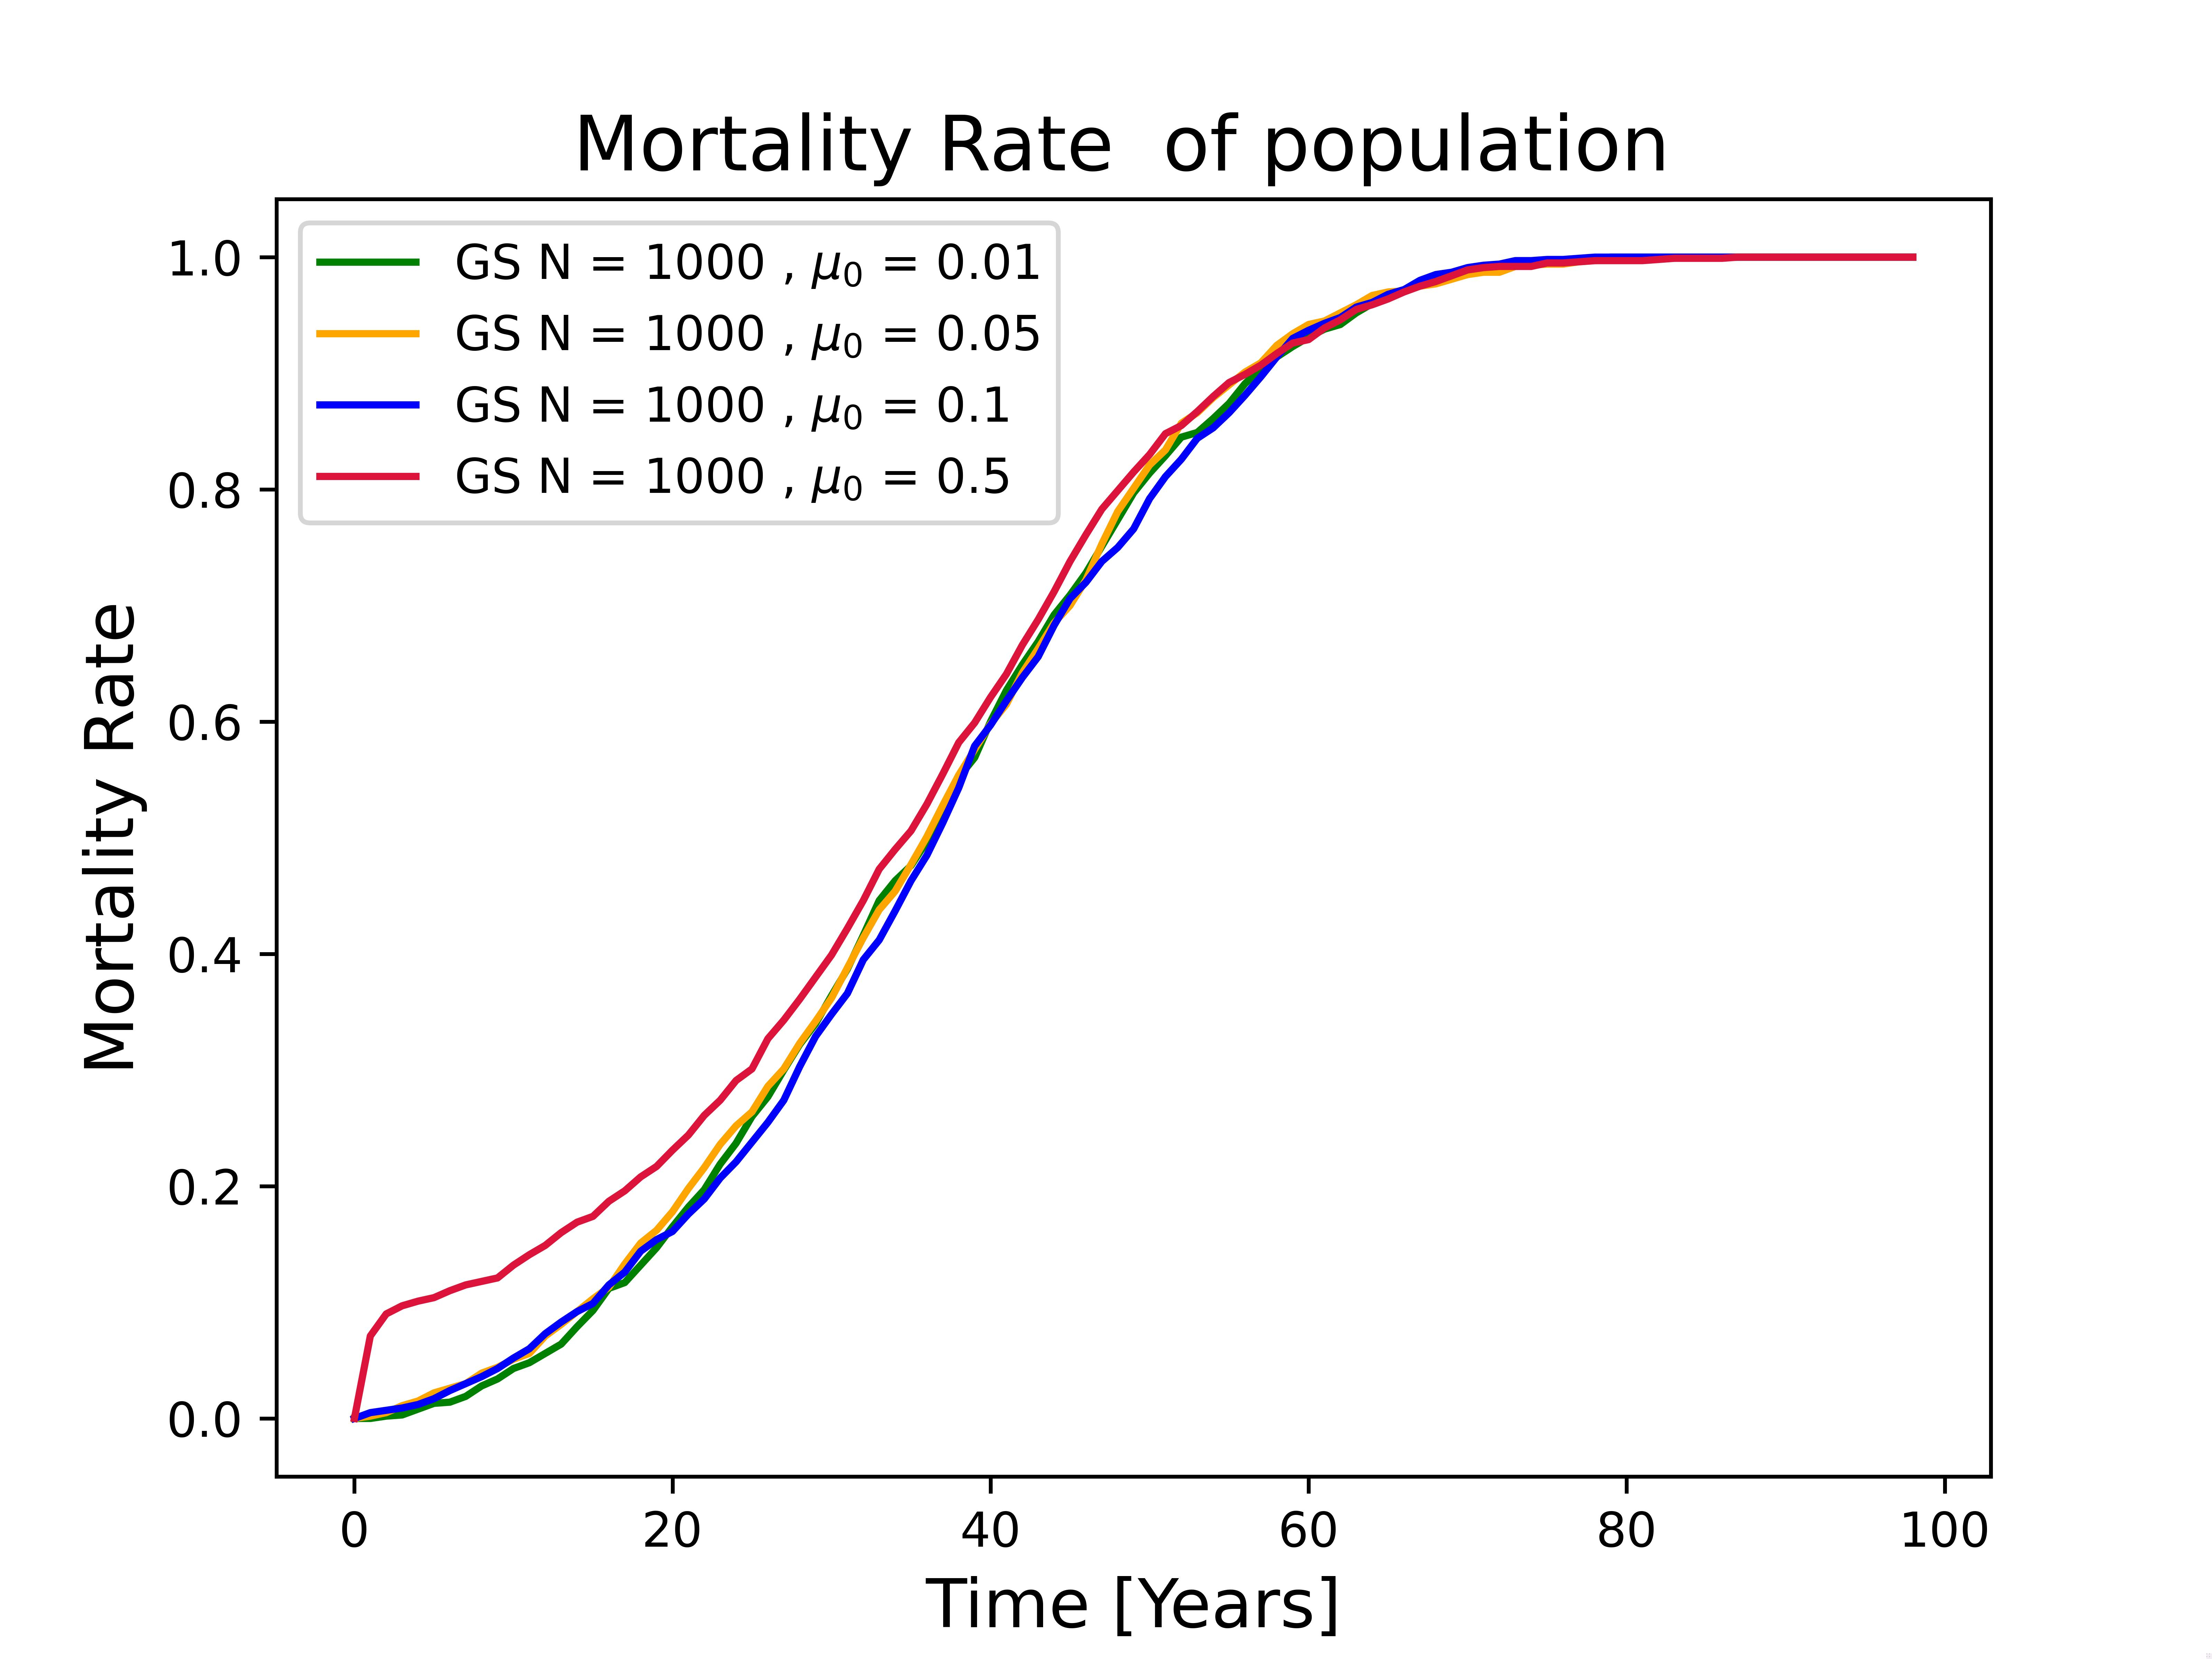 Mortality Rate  of population
GS N = 1000 , μ₀ = 0.01
GS N = 1000 , μ₀ = 0.05
GS N = 1000 , μ₀ = 0.1
GS N = 1000 , μ₀ = 0.5
Mortality Rate
1.0
0.8
0.6
0.4
0.2
0.0
0 20 40 60 80 100
Time [Years]